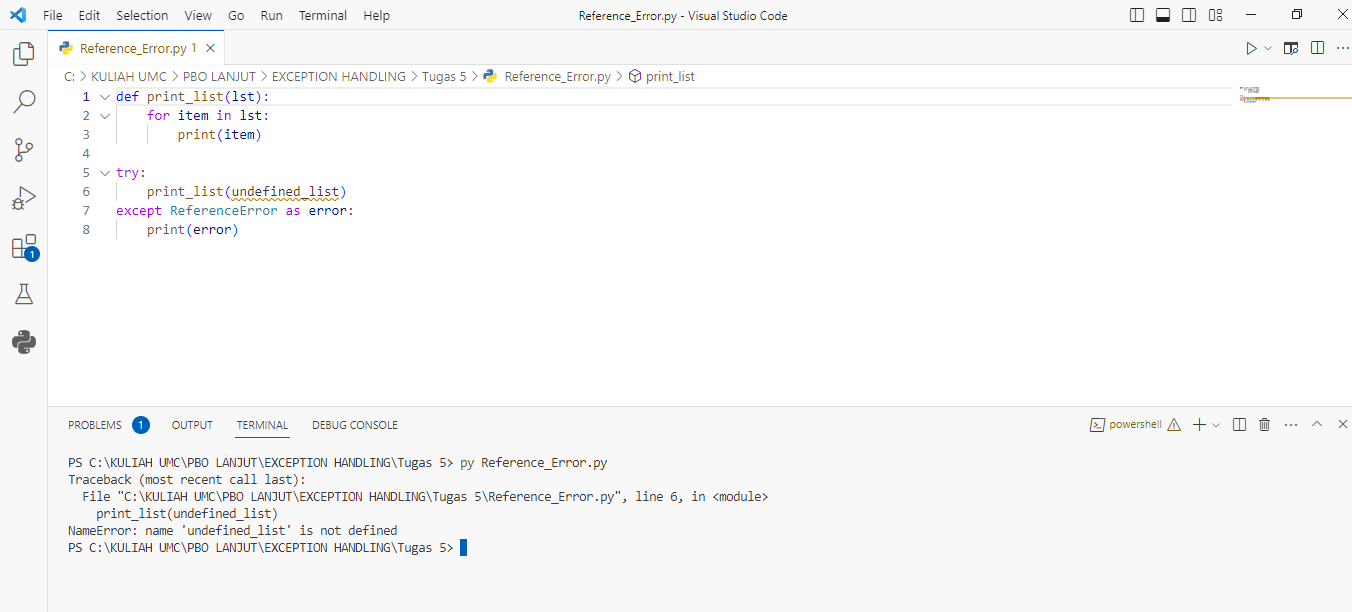 File Edit Selection View Go Run Terminal Help Reference_Error.py - Visual Studio Code
Reference_Error.py 1
C: > KULIAH UMC > PBO LANJUT > EXCEPTION HANDLING > Tugas 5 > Reference_Error.py > print_list
1 def print_list(lst):
2 for item in lst:
3 print(item)
4
5 try:
6 print_list(undefined_list)
7 except ReferenceError as error:
8 print(error)
1
PROBLEMS 1 OUTPUT TERMINAL DEBUG CONSOLE powershell
PS C:\KULIAH UMC\PBO LANJUT\EXCEPTION HANDLING\Tugas 5> py Reference_Error.py
Traceback (most recent call last):
File "C:\KULIAH UMC\PBO LANJUT\EXCEPTION HANDLING\Tugas 5\Reference_Error.py", line 6, in <module>
print_list(undefined_list)
NameError: name 'undefined_list' is not defined
PS C:\KULIAH UMC\PBO LANJUT\EXCEPTION HANDLING\Tugas 5>